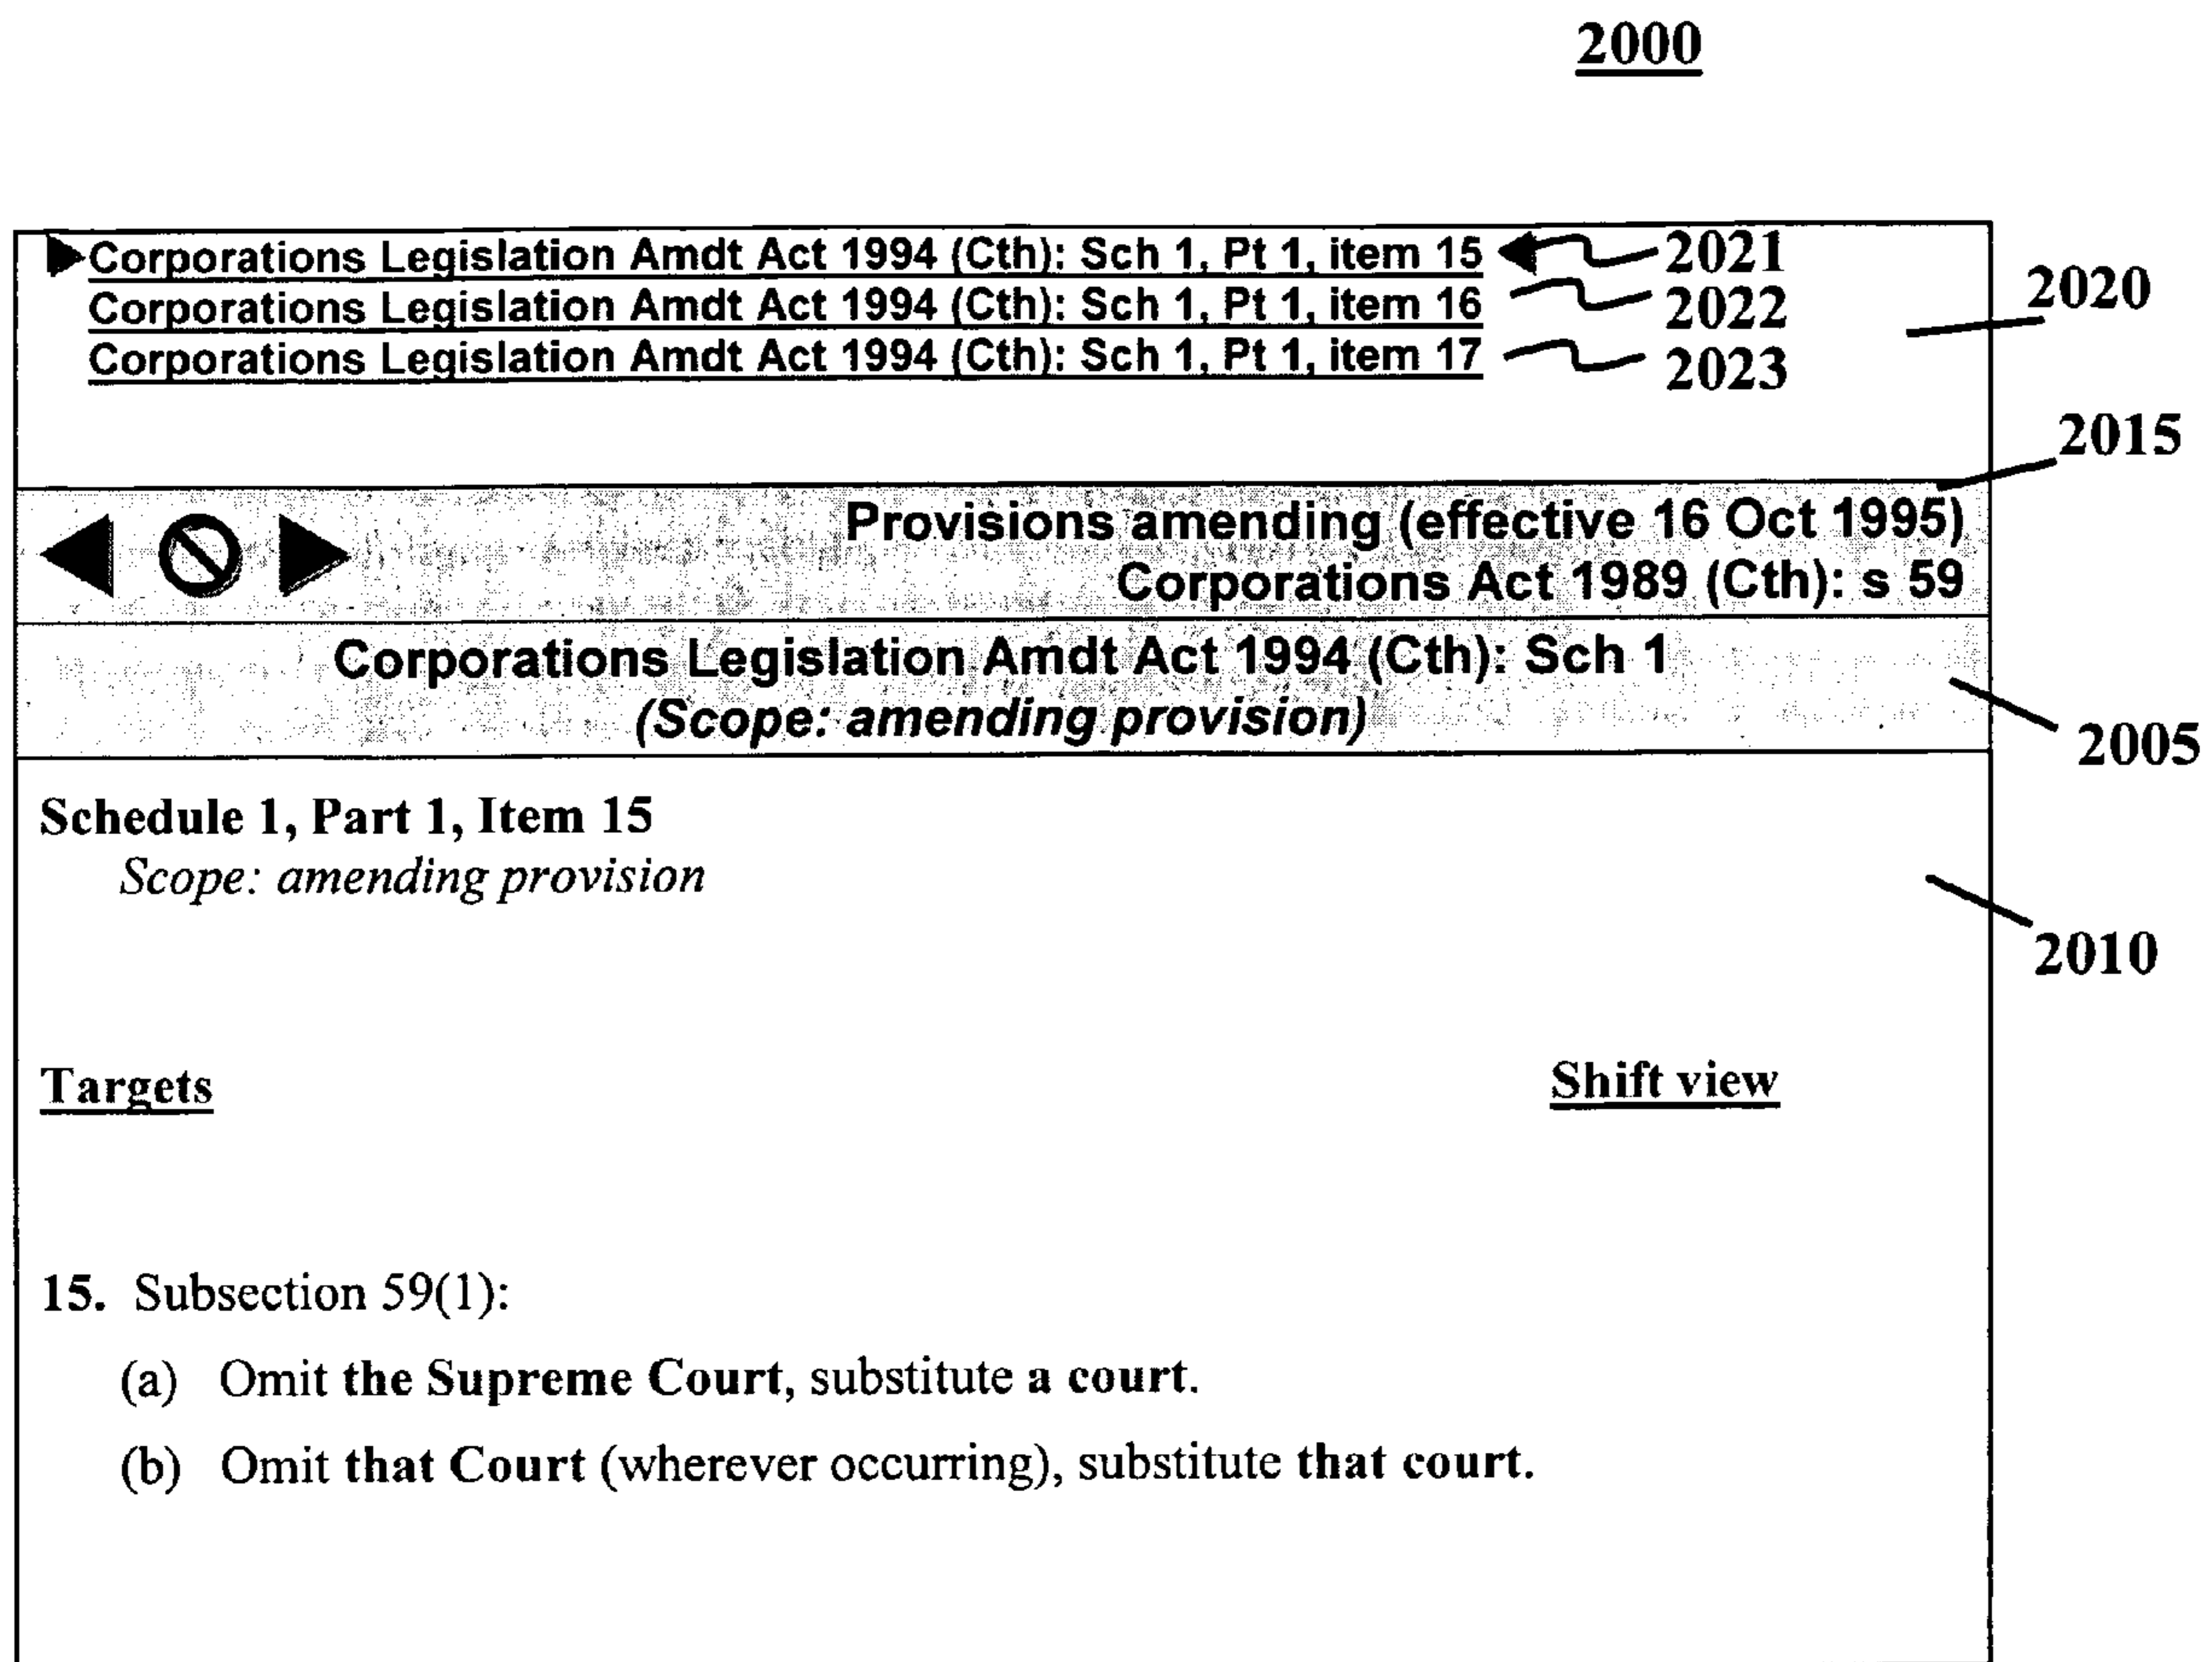 2000
Corporations Legislation Amdt Act 1994 (Cth): Sch 1, Pt 1, item 15 2021
Corporations Legislation Amdt Act 1994 (Cth): Sch 1, Pt 1, item 16 2022
2020
Corporations Legislation Amdt Act 1994 (Cth): Sch 1, Pt 1, item 17 2023
2015
Provisions amending (effective 16 Oct 1995)
Corporations Act 1989 (Cth): s 59
Corporations Legislation Amdt Act 1994 (Cth): Sch 1
(Scope: amending provision)
2005
Schedule 1, Part 1, Item 15
Scope: amending provision
2010
Targets Shift view
15. Subsection 59(1):
(a) Omit the Supreme Court, substitute a court.
(b) Omit that Court (wherever occurring), substitute that court.